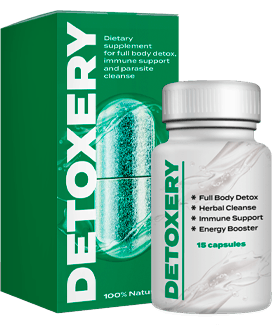 DETOXERY
Dietary
supplement
for full body detox,
immune support
and parasite
cleanse
100% Natu
DETOXERY
* Full Body Detox
* Herbal Cleanse
* Immune Support
* Energy Booster
15 capsules